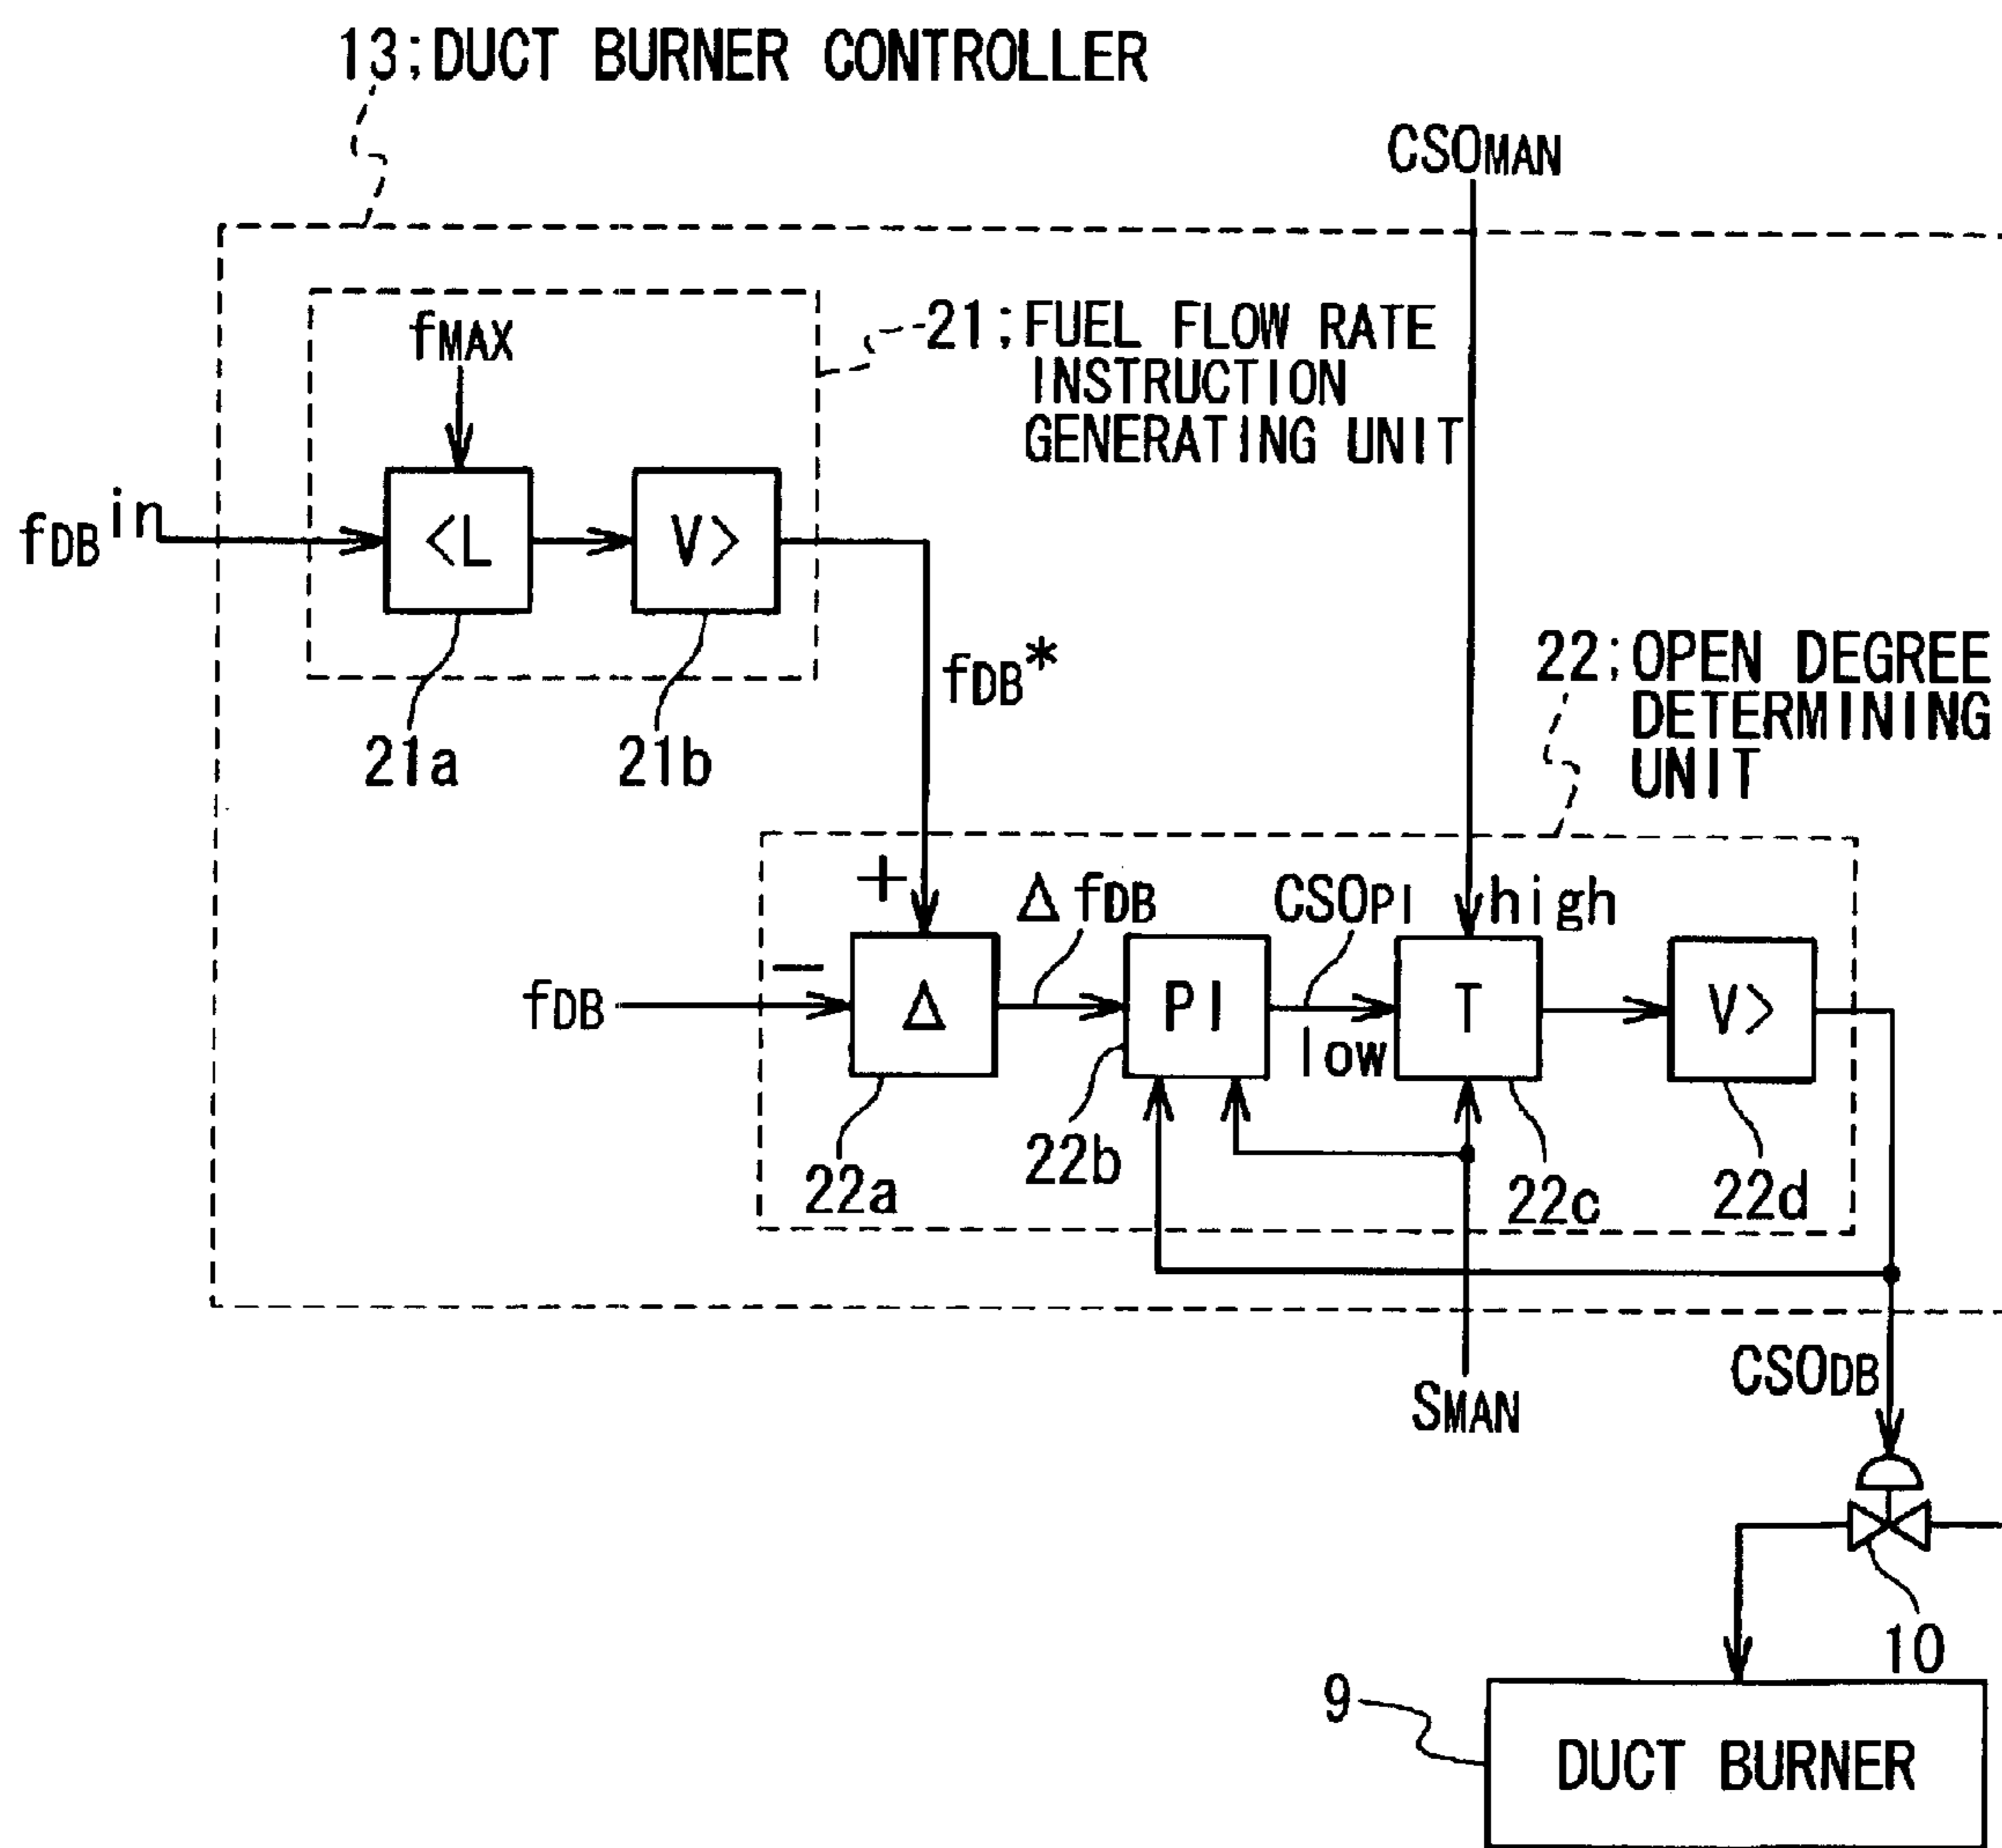 13;DUCT BURNER CONTROLLER
CSOMAN
fMAX
21;FUEL FLOW RATE
INSTRUCTION
GENERATING UNIT
fDBin
<L
V>
fDB*
21a
21b
22;OPEN DEGREE
DETERMINING
UNIT
+
ΔfDB
CSOPI
high
−
fDB
Δ
PI
low
T
V>
22a
22b
22c
22d
SMAN
CSODB
10
9
DUCT BURNER